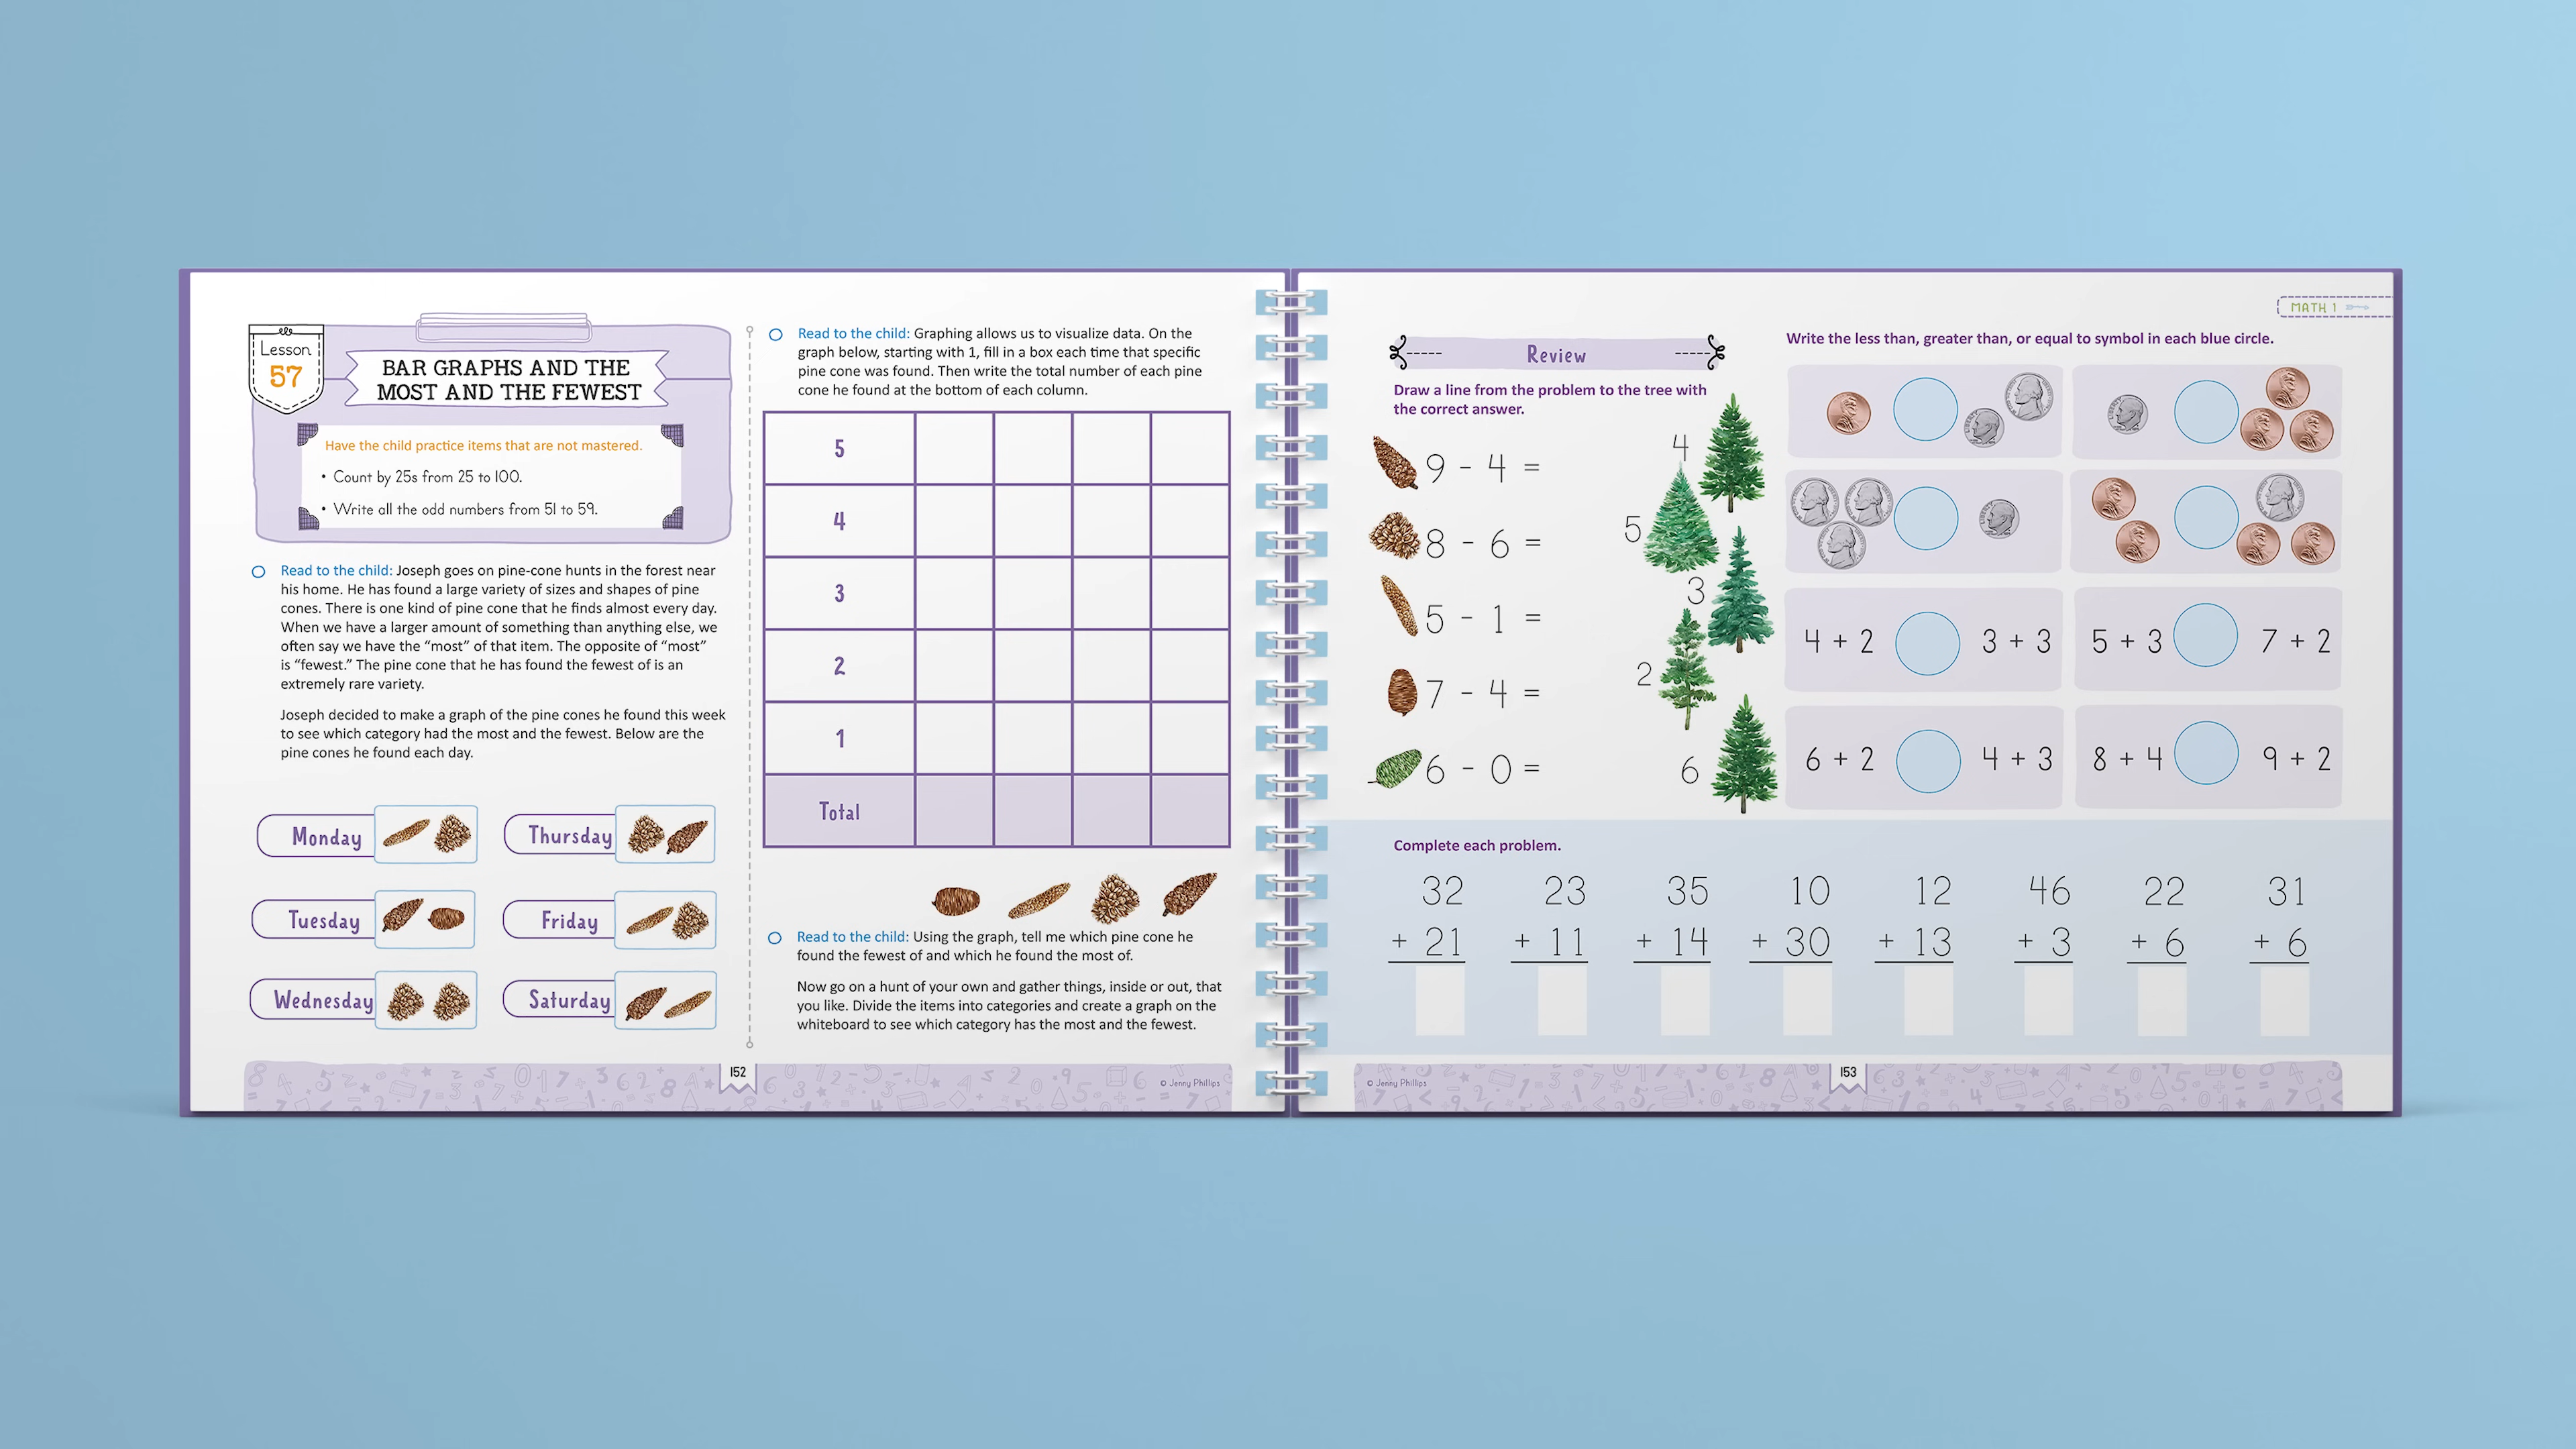 Lesson
57
BAR GRAPHS AND THE
MOST AND THE FEWEST
Have the child practice items that are not mastered.
• Count by 25s from 25 to 100.
• Write all the odd numbers from 51 to 59.
Read to the child: Joseph goes on pine-cone hunts in the forest near
his home. He has found a large variety of sizes and shapes of pine
cones. There is one kind of pine cone that he finds almost every day.
When we have a larger amount of something than anything else, we
often say we have the “most” of that item. The opposite of “most”
is “fewest.” The pine cone that he has found the fewest of is an
extremely rare variety.
Joseph decided to make a graph of the pine cones he found this week
to see which category had the most and the fewest. Below are the
pine cones he found each day.
Monday
Thursday
Tuesday
Friday
Wednesday
Saturday
Read to the child: Graphing allows us to visualize data. On the
graph below, starting with 1, fill in a box each time that specific
pine cone was found. Then write the total number of each pine
cone he found at the bottom of each column.
5
4
3
2
1
Total
Read to the child: Using the graph, tell me which pine cone he
found the fewest of and which he found the most of.
Now go on a hunt of your own and gather things, inside or out, that
you like. Divide the items into categories and create a graph on the
whiteboard to see which category has the most and the fewest.
152
© Jenny Phillips
MATH 1
Review
Draw a line from the problem to the tree with
the correct answer.
9 - 4 =
8 - 6 =
5 - 1 =
7 - 4 =
6 - 0 =
4
5
3
2
6
Write the less than, greater than, or equal to symbol in each blue circle.
4 + 2 3 + 3
5 + 3 7 + 2
6 + 2 4 + 3
8 + 4 9 + 2
Complete each problem.
32 23 35 10 12 46 22 31
+ 21 + 11 + 14 + 30 + 13 + 3 + 6 + 6
© Jenny Phillips
153